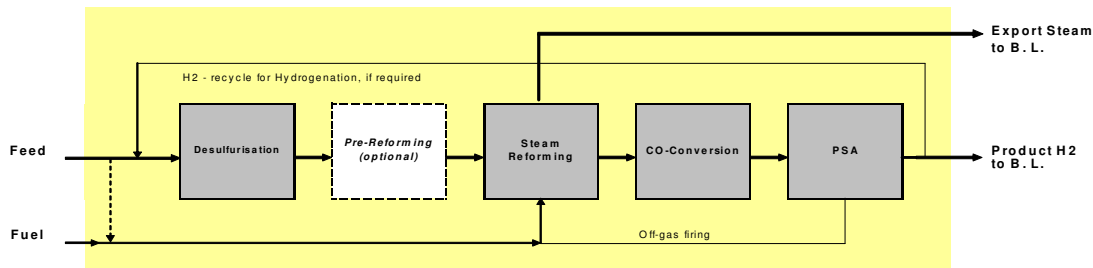 Export Steam
to B.L.
H2 - recycle for Hydrogenation, if required
Feed
Desulfurisation
Pre-Reforming
(optional)
Steam
Reforming
CO-Conversion
PSA
Product H2
to B.L.
Fuel
Off-gas firing